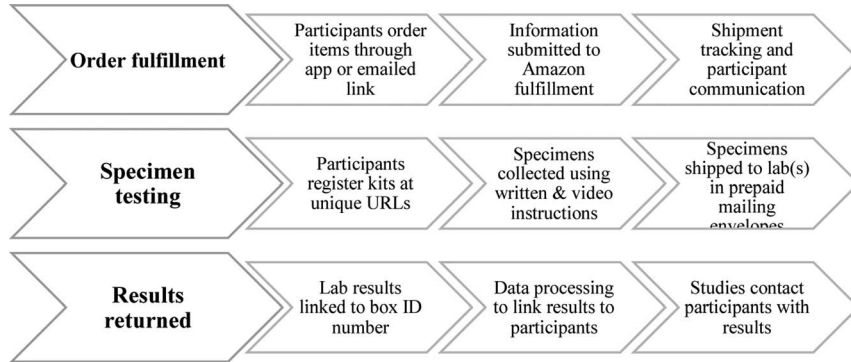 Order fulfillment
Participants order
items through
app or emailed
link
Information
submitted to
Amazon
fulfillment
Shipment
tracking and
participant
communication
Specimen
testing
Participants
register kits at
unique URLs
Specimens
collected using
written & video
instructions
Specimens
shipped to lab(s)
in prepaid
mailing
envelopes
Results
returned
Lab results
linked to box ID
number
Data processing
to link results to
participants
Studies contact
participants with
results